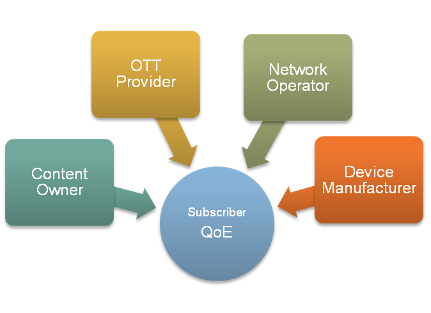 OTT
Provider
Network
Operator
Content
Owner
Device
Manufacturer
Subscriber
QoE